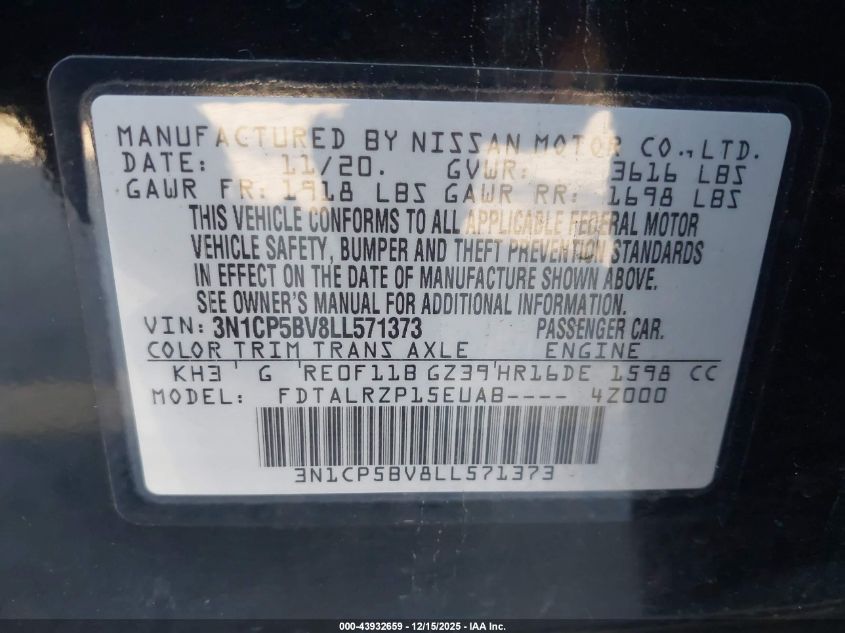 MANUFACTURED BY NISSAN MOTOR CO.,LTD.
DATE: 11/20. GVWR: 3616 LBS
GAWR FR: 1918 LBS GAWR RR: 1698 LBS
THIS VEHICLE CONFORMS TO ALL APPLICABLE FEDERAL MOTOR
VEHICLE SAFETY, BUMPER AND THEFT PREVENTION STANDARDS
IN EFFECT ON THE DATE OF MANUFACTURE SHOWN ABOVE.
SEE OWNER'S MANUAL FOR ADDITIONAL INFORMATION.
VIN: 3N1CP5BV8LL571373 PASSENGER CAR.
COLOR TRIM TRANS AXLE ENGINE
KH3 G RE0F11B GZ39 HR16DE 1598 CC
MODEL: FDTALRZP15EUAB---- 4Z000
3N1CP5BV8LL571373
000-43932659 - 12/15/2025 - IAA Inc.